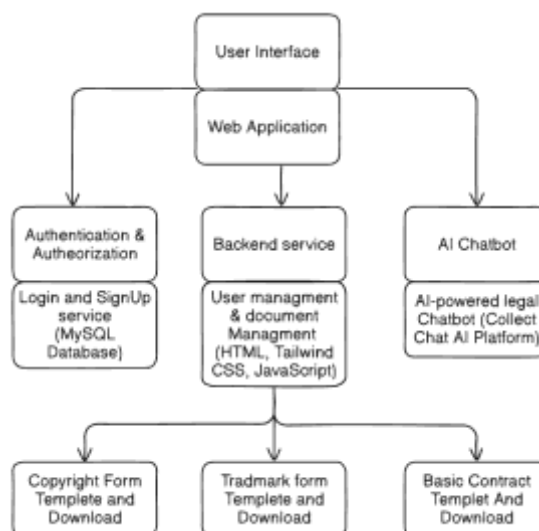 User Interface
Web Application
Authentication &
Autheorization
Login and SignUp
service
(MySQL
Database)
Backend service
User managment
& document
Managment
(HTML, Tailwind
CSS, JavaScript)
AI Chatbot
AI-powered legal
Chatbot (Collect
Chat AI Platform)
Copyright Form
Templete and
Download
Tradmark form
Templete and
Download
Basic Contract
Templet And
Download